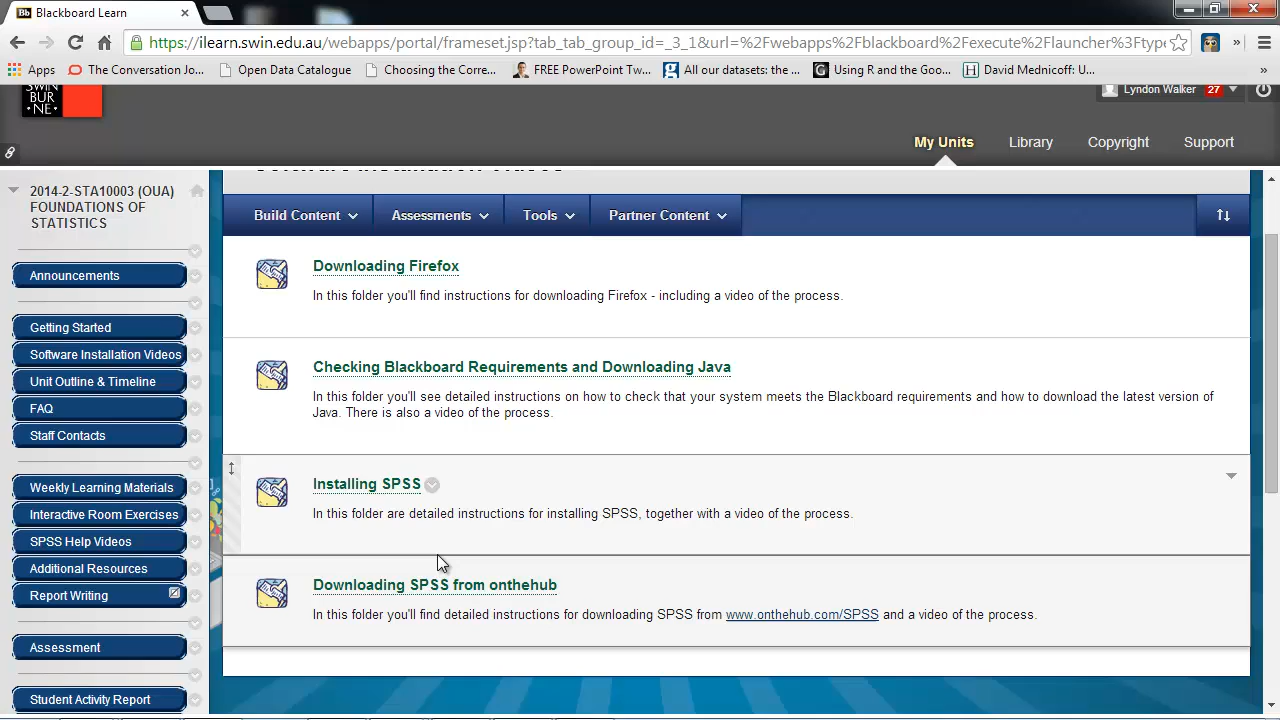 Blackboard Learn
https://ilearn.swin.edu.au/webapps/portal/frameset.jsp?tab_tab_group_id=_3_1&url=%2Fwebapps%2Fblackboard%2Fexecute%2Flauncher%3Ftype
Apps The Conversation Jo... Open Data Catalogue Choosing the Corre... FREE PowerPoint Tw... All our datasets: the ... Using R and the Goo... David Mednicoff: U...
SWIN
BUR
NE
Lyndon Walker 27
My Units Library Copyright Support
2014-2-STA10003 (OUA)
FOUNDATIONS OF
STATISTICS
Announcements
Getting Started
Software Installation Videos
Unit Outline & Timeline
FAQ
Staff Contacts
Weekly Learning Materials
Interactive Room Exercises
SPSS Help Videos
Additional Resources
Report Writing
Assessment
Student Activity Report
Build Content Assessments Tools Partner Content
Downloading Firefox
In this folder you'll find instructions for downloading Firefox - including a video of the process.
Checking Blackboard Requirements and Downloading Java
In this folder you'll see detailed instructions on how to check that your system meets the Blackboard requirements and how to download the latest version of
Java. There is also a video of the process.
Installing SPSS
In this folder are detailed instructions for installing SPSS, together with a video of the process.
Downloading SPSS from onthehub
In this folder you'll find detailed instructions for downloading SPSS from www.onthehub.com/SPSS and a video of the process.